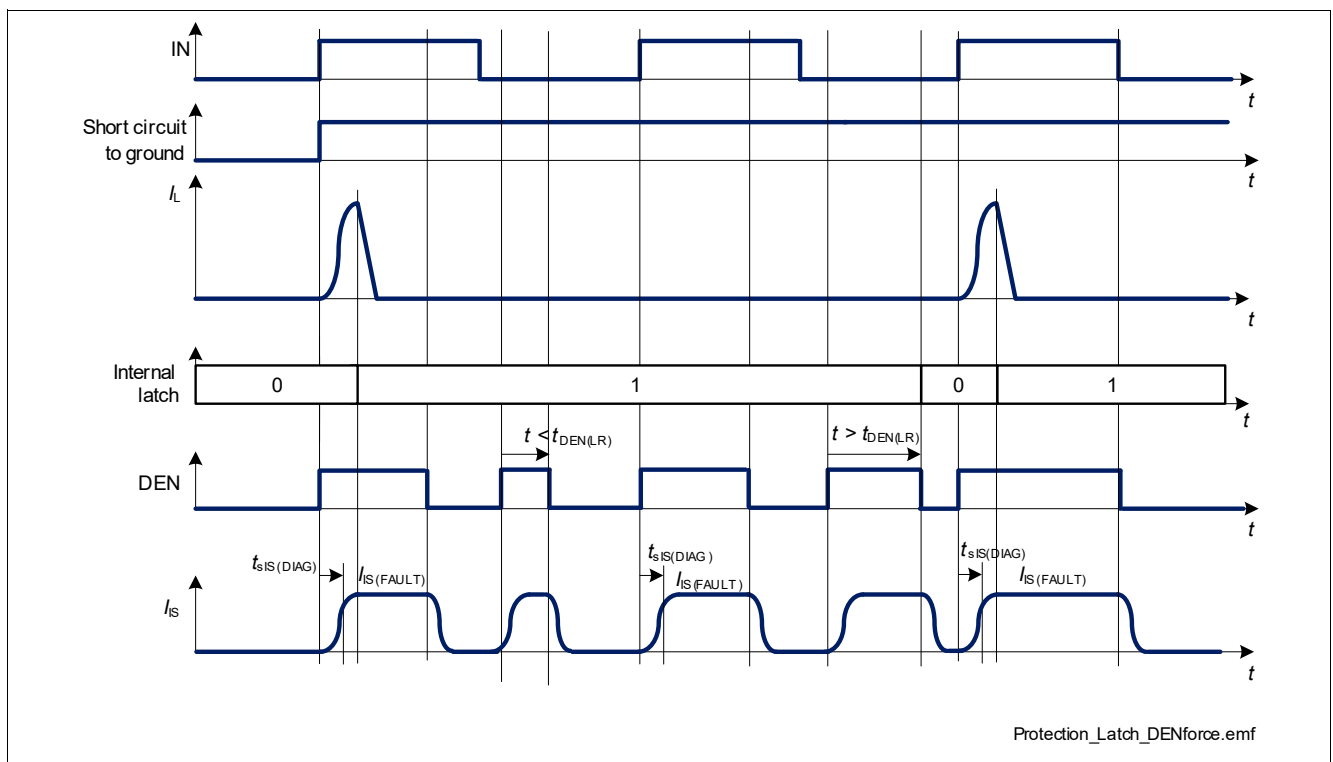 IN
t
Short circuit
to ground
t
IL
t
Internal
latch
0
1
0
1
t
t < tDEN(LR)
t > tDEN(LR)
DEN
t
tsIS(DIAG)
IIS(FAULT)
tsIS(DIAG)
IIS(FAULT)
tsIS(DIAG)
IIS(FAULT)
IIS
t
Protection_Latch_DENforce.emf